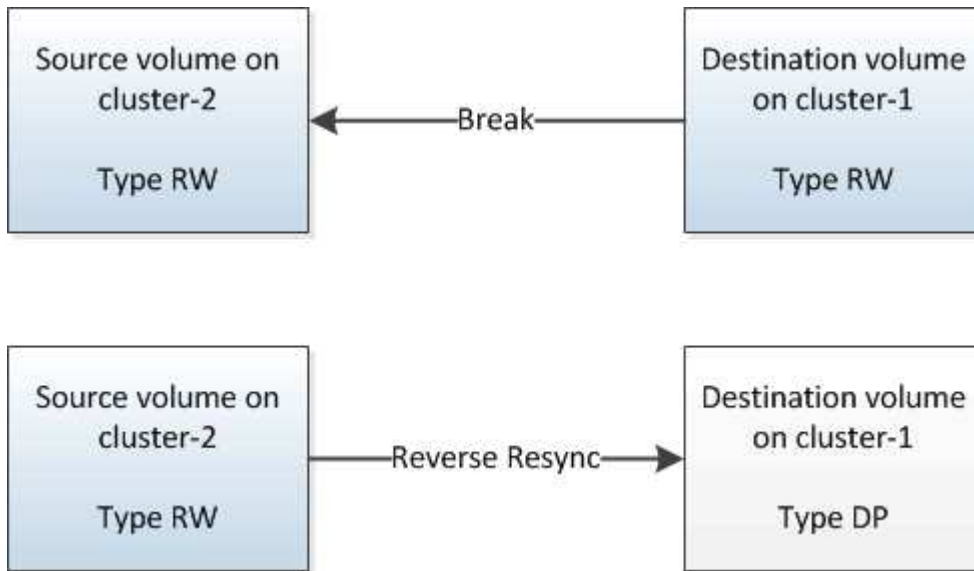 Source volume on
cluster-2
Type RW
Break
Destination volume
on cluster-1
Type RW
Source volume on
cluster-2
Type RW
Reverse Resync
Destination volume
on cluster-1
Type DP